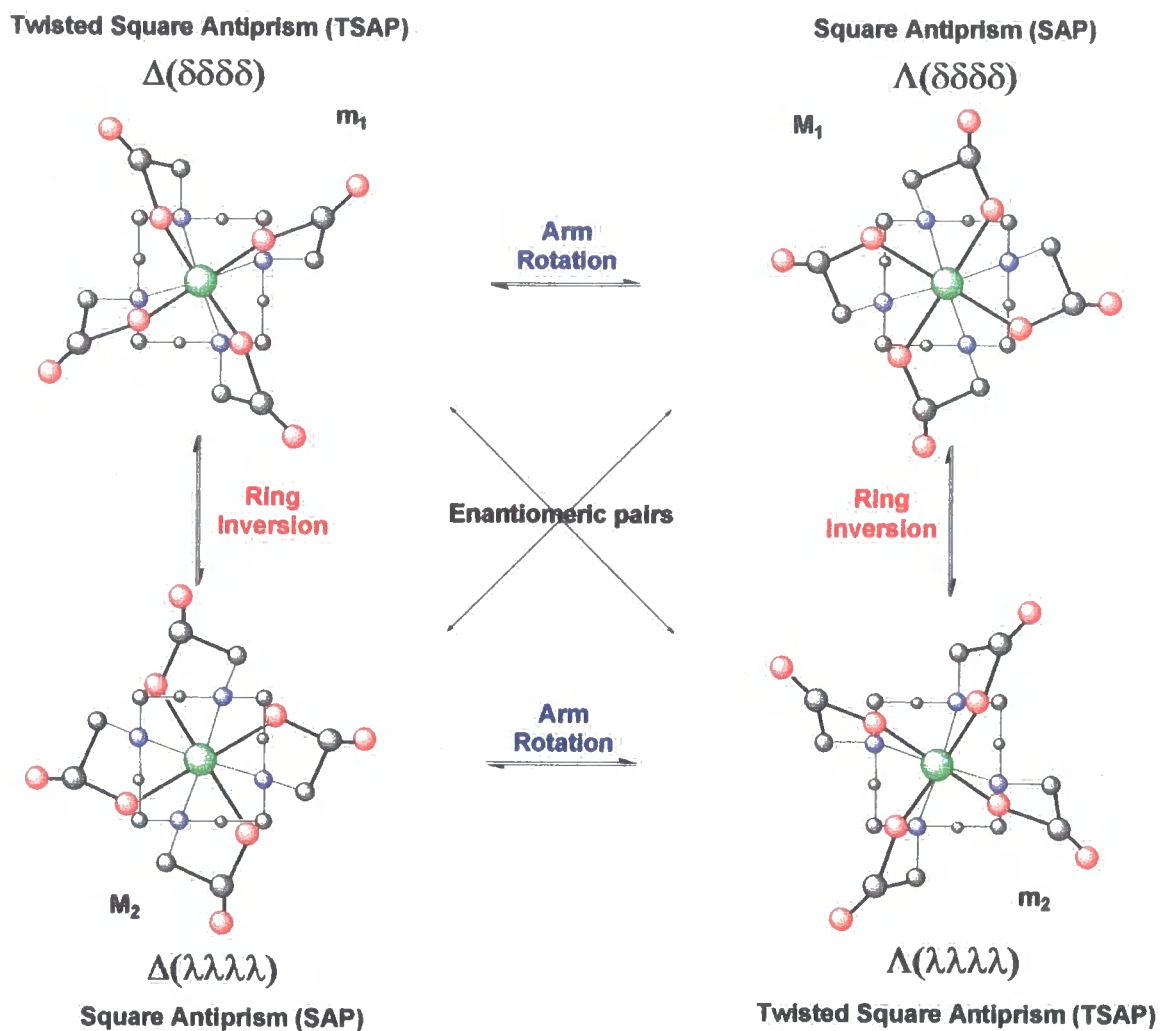 Twisted Square Antiprism (TSAP)
Δ(δδδδ)
m₁
Square Antiprism (SAP)
Λ(δδδδ)
M₁
Arm
Rotation
Ring
Inversion
Enantiomeric pairs
Ring
Inversion
Arm
Rotation
M₂
Δ(λλλλ)
Square Antiprism (SAP)
m₂
Λ(λλλλ)
Twisted Square Antiprism (TSAP)